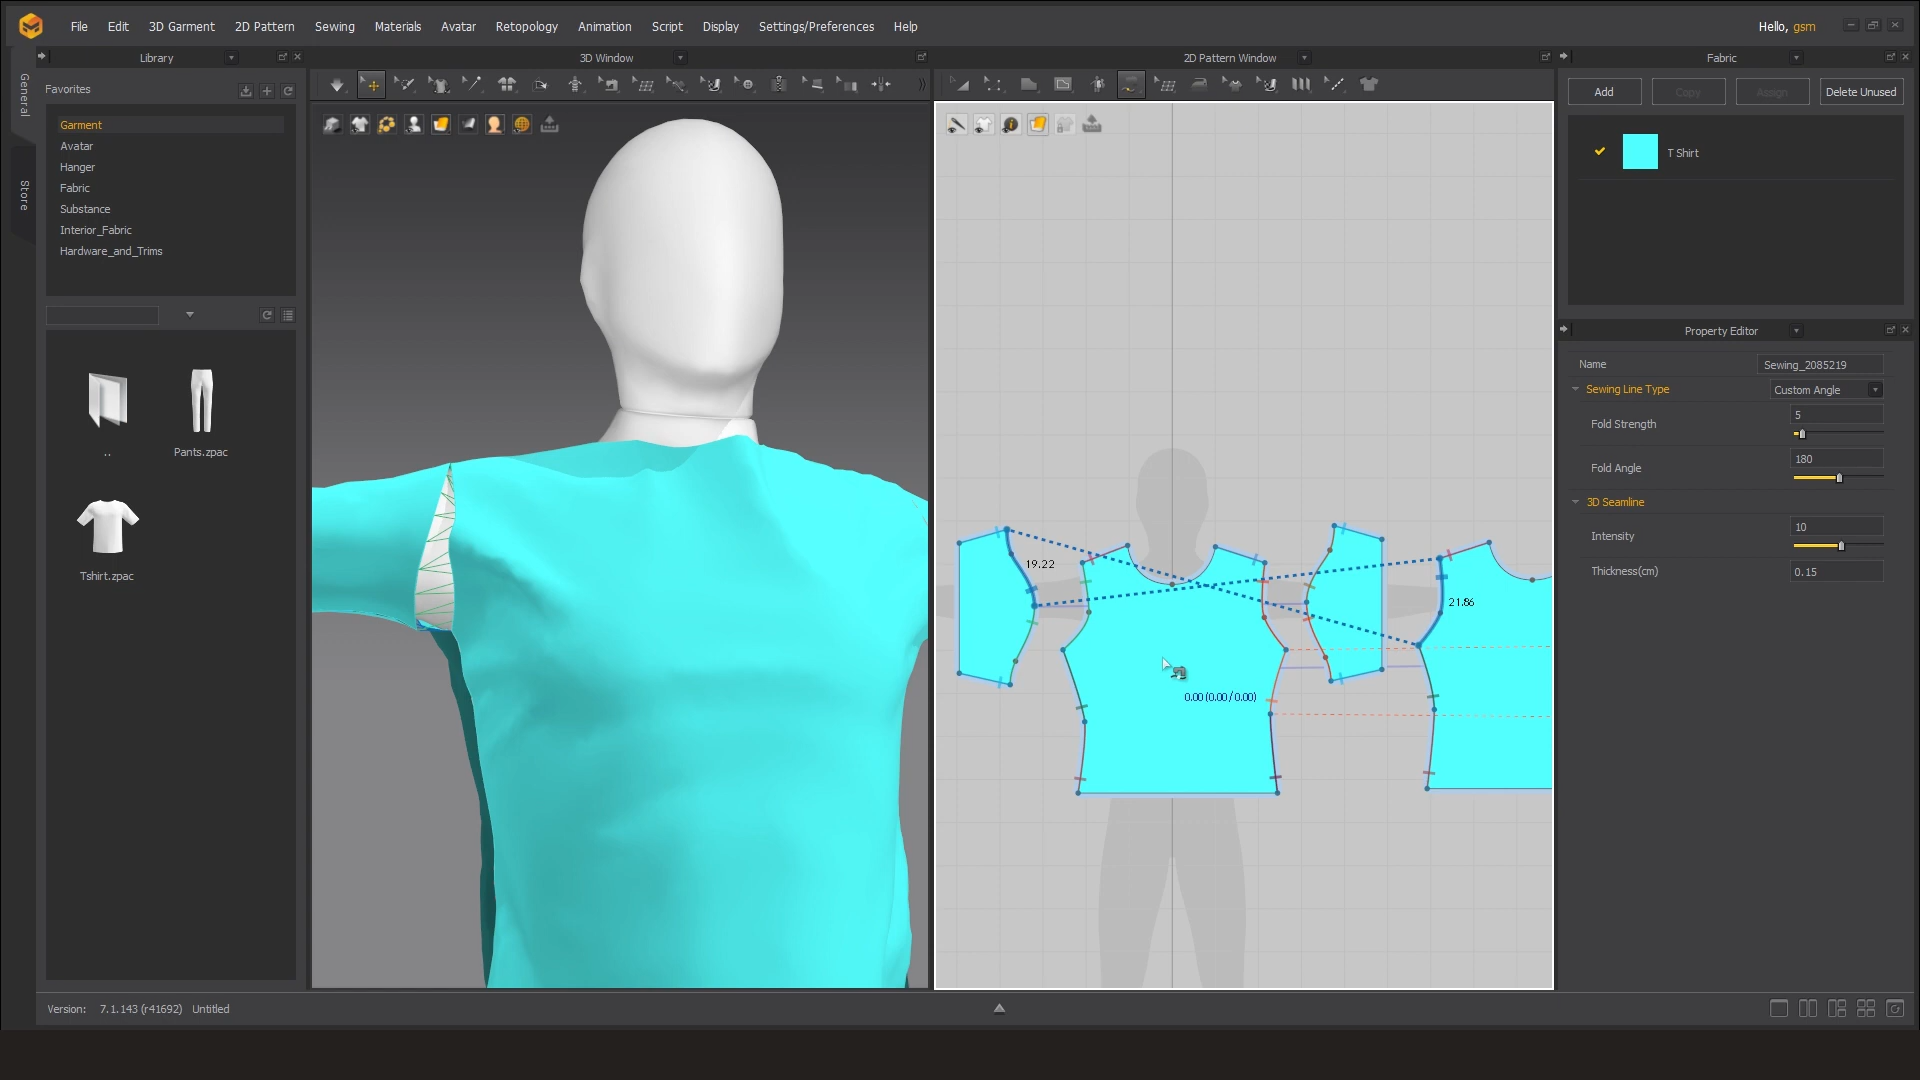 File Edit 3D Garment 2D Pattern Sewing Materials Avatar Retopology Animation Script Display Settings/Preferences Help
Hello, gsm
Library
3D Window
2D Pattern Window
Fabric
General
Store
Favorites
Garment
Avatar
Hanger
Fabric
Substance
Interior_Fabric
Hardware_and_Trims
..
Pants.zpac
Tshirt.zpac
19.22
21.86
0.00 (0.00 / 0.00)
Add Copy Assign Delete Unused
T Shirt
Property Editor
Name Sewing_2085219
Sewing Line Type Custom Angle
Fold Strength 5
Fold Angle 180
3D Seamline
Intensity 10
Thickness(cm) 0.15
Version: 7.1.143 (r41692) Untitled